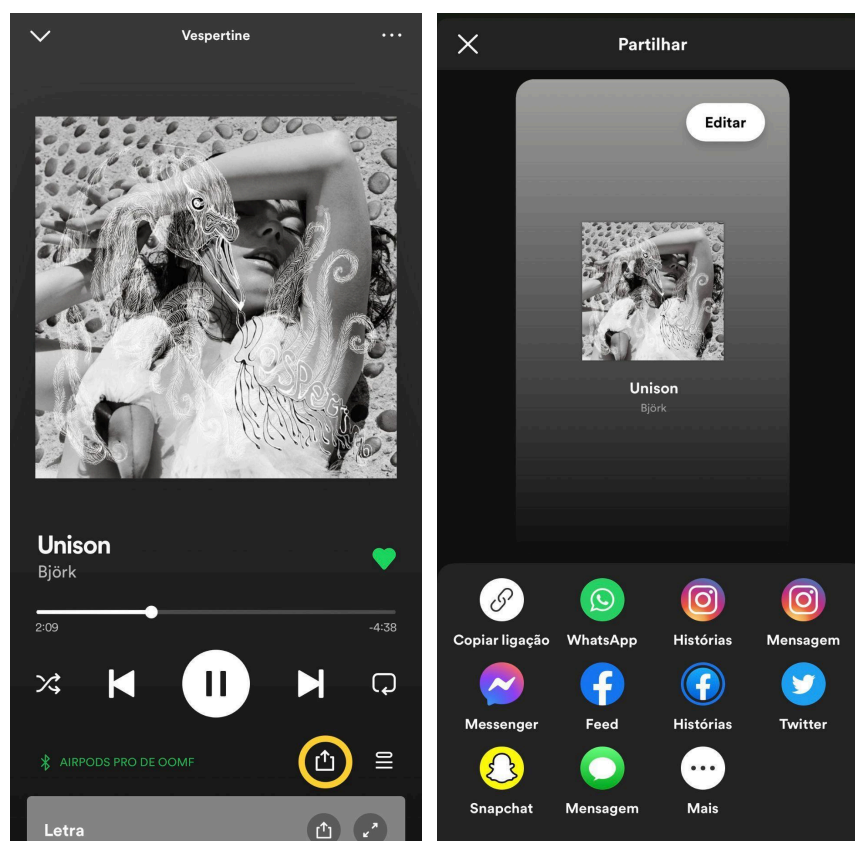 Vespertine
vespertine
Unison
Björk
2:09
-4:38
AIRPODS PRO DE OOMF
Letra
Partilhar
Editar
Unison
Björk
Copiar ligação
WhatsApp
Histórias
Mensagem
Messenger
Feed
Histórias
Twitter
Snapchat
Mensagem
Mais